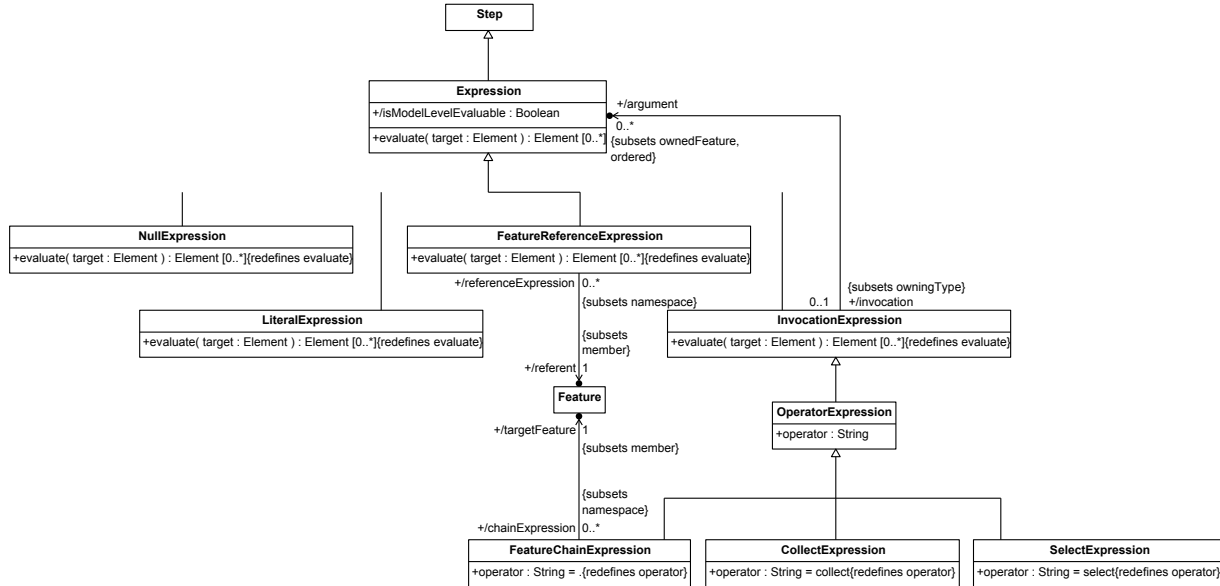 Step
Expression
+/isModelLevelEvaluable : Boolean
+evaluate( target : Element ) : Element [0..*]
+/argument
0..*
{subsets ownedFeature,
ordered}
NullExpression
+evaluate( target : Element ) : Element [0..*]{redefines evaluate}
FeatureReferenceExpression
+evaluate( target : Element ) : Element [0..*]{redefines evaluate}
+/referenceExpression
0..*
{subsets namespace}
{subsets
member}
+/referent
1
LiteralExpression
+evaluate( target : Element ) : Element [0..*]{redefines evaluate}
{subsets owningType}
0..1
+/invocation
InvocationExpression
+evaluate( target : Element ) : Element [0..*]{redefines evaluate}
Feature
+/targetFeature
1
{subsets member}
{subsets
namespace}
+/chainExpression
0..*
OperatorExpression
+operator : String
FeatureChainExpression
+operator : String = .{redefines operator}
CollectExpression
+operator : String = collect{redefines operator}
SelectExpression
+operator : String = select{redefines operator}